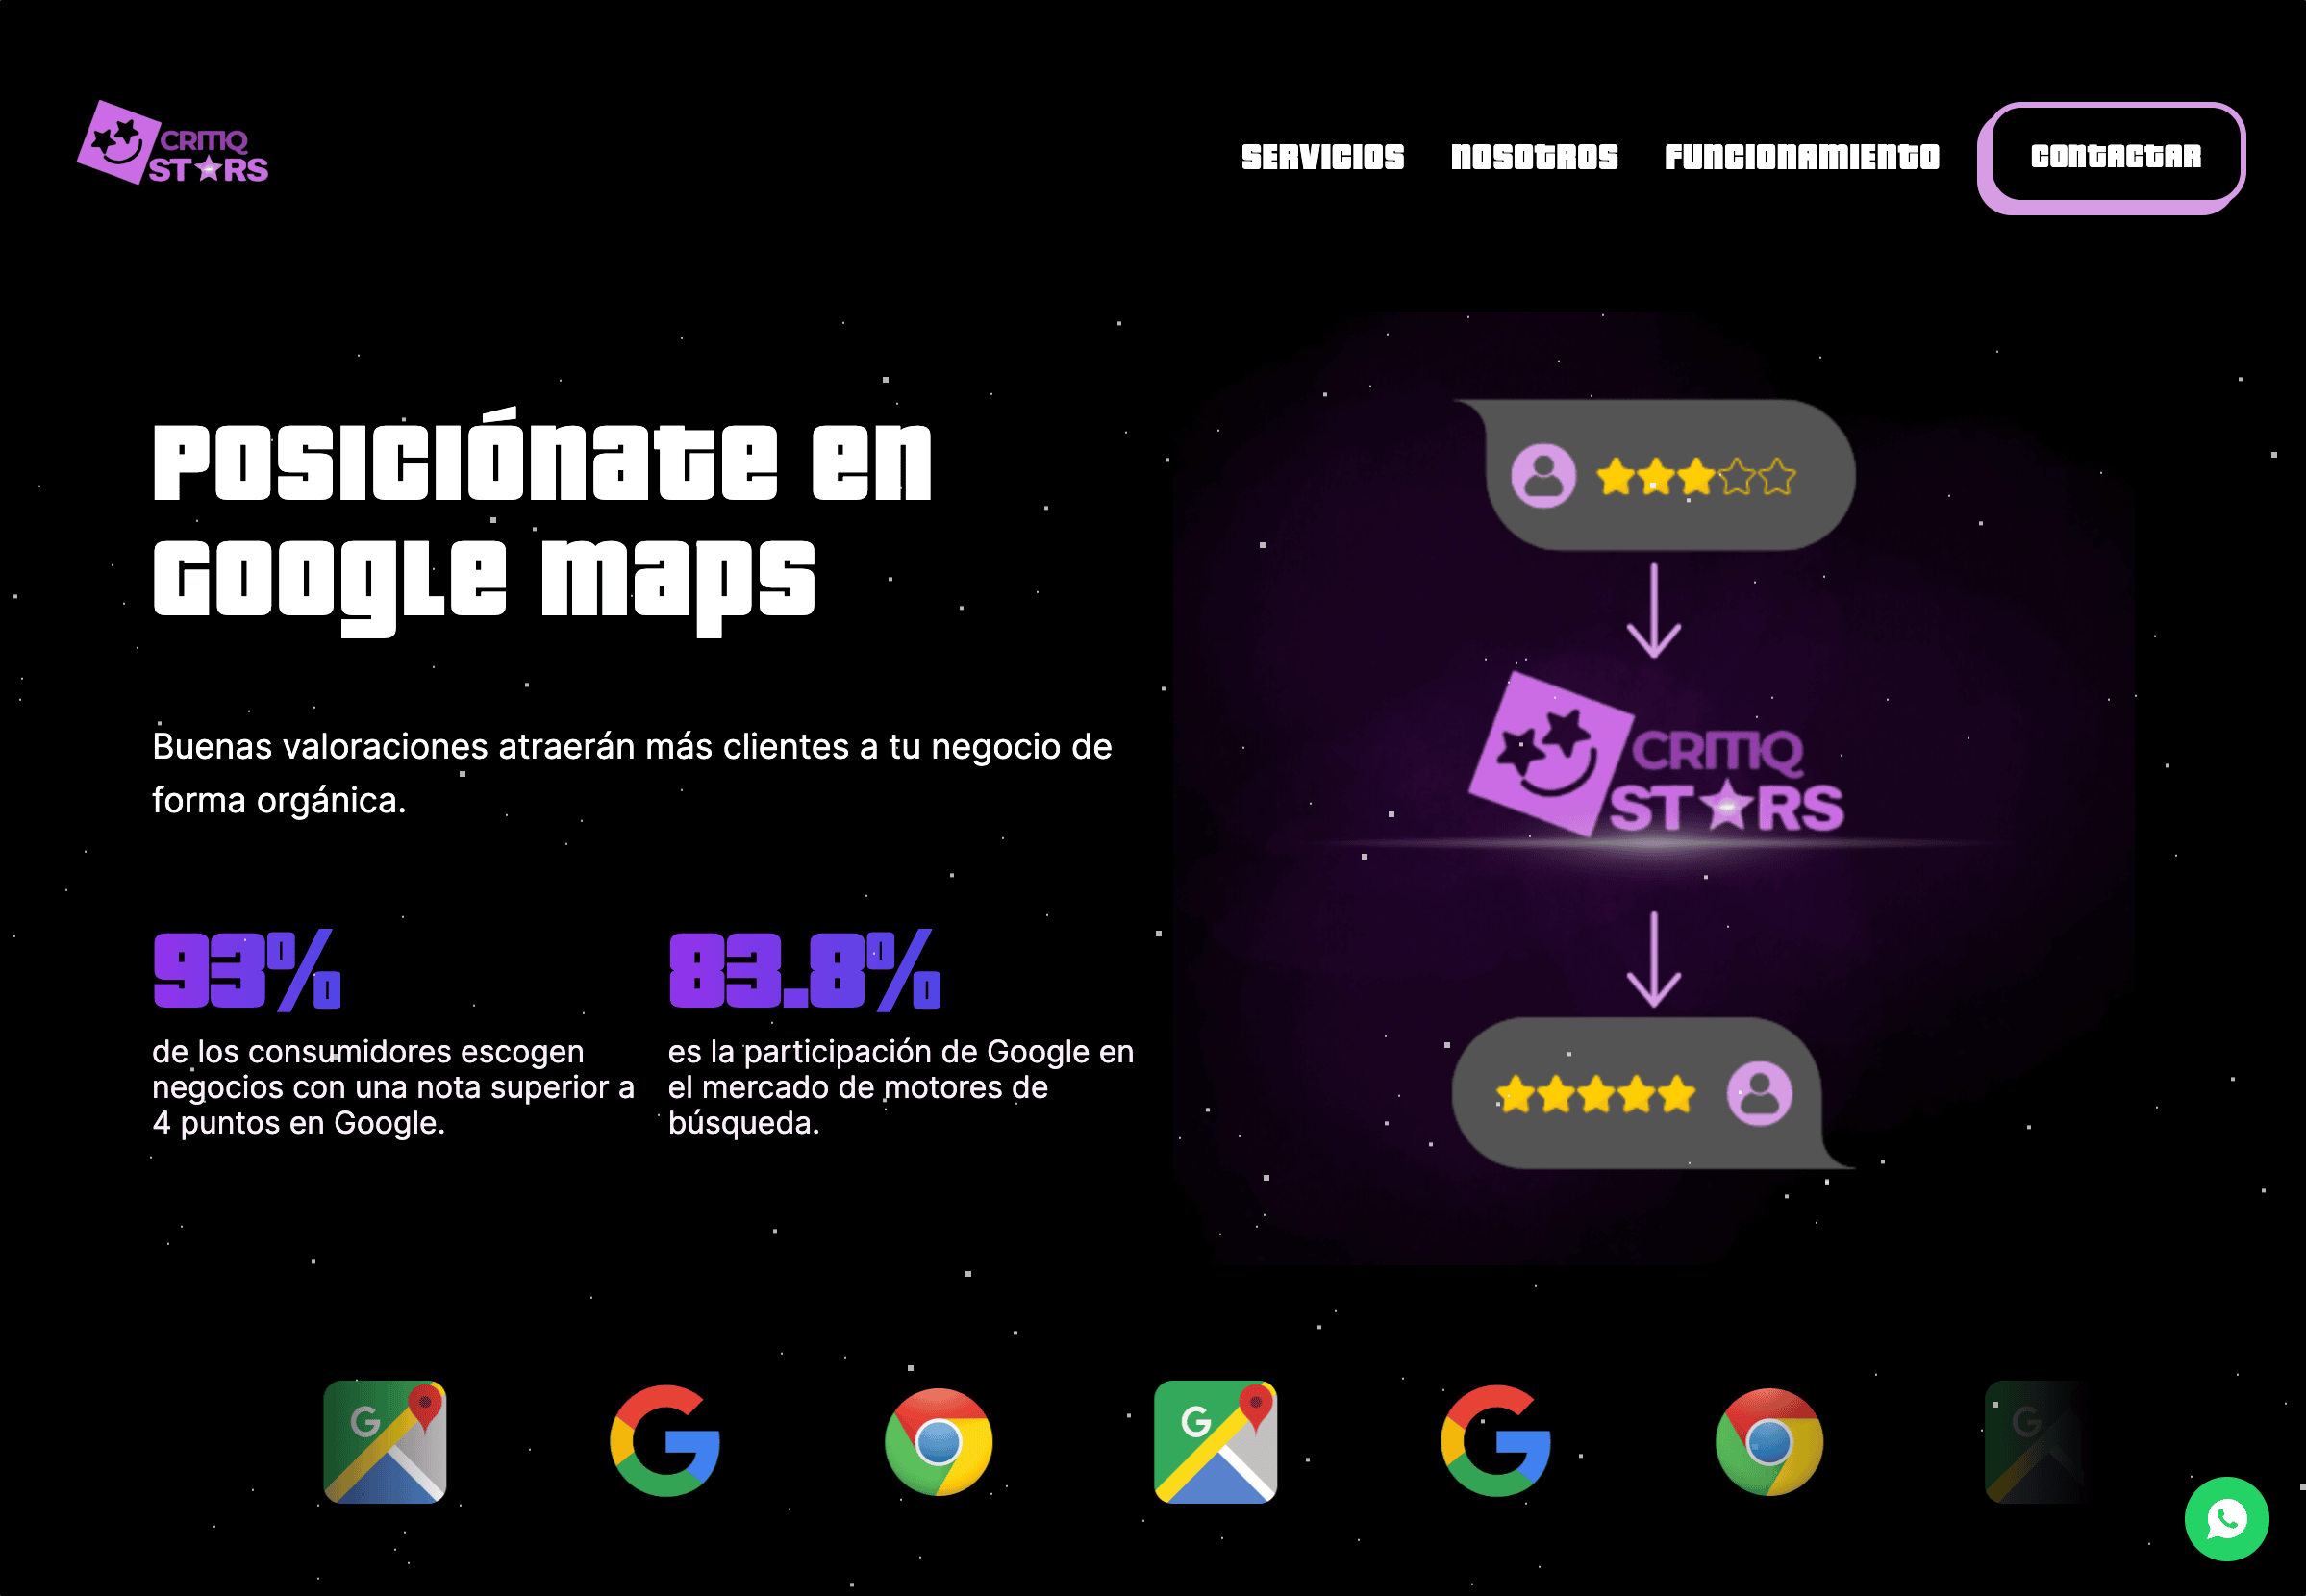 CRITIQ
STARS
SERVICIOS NOSOTROS FUNCIONAMIENTO CONTACTAR
Posiciónate en
Google maps
Buenas valoraciones atraerán más clientes a tu negocio de
forma orgánica.
93%
de los consumidores escogen
negocios con una nota superior a
4 puntos en Google.
83.8%
es la participación de Google en
el mercado de motores de
búsqueda.
CRITIQ
STARS
G
G
G
G
G